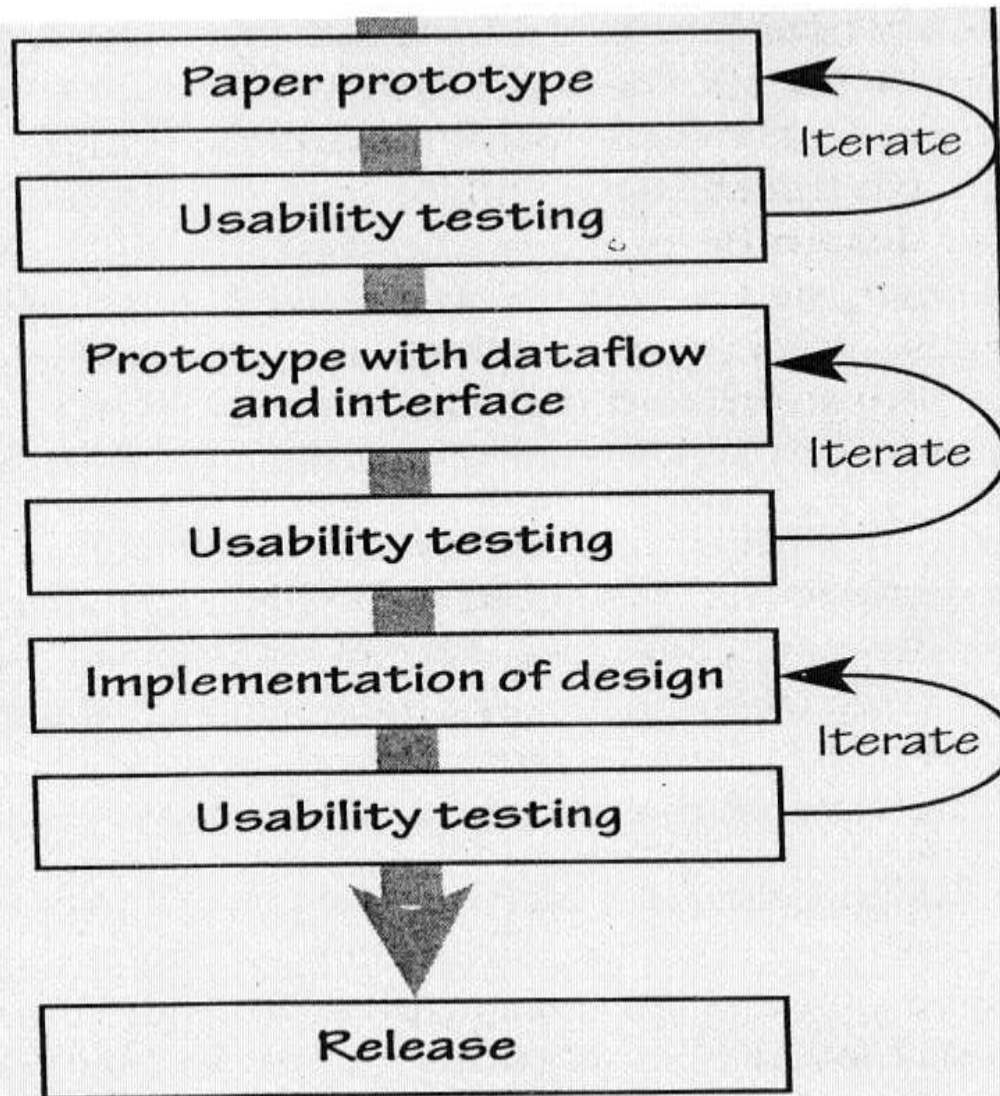 Paper prototype
Iterate
Usability testing
Prototype with dataflow
and interface
Iterate
Usability testing
Implementation of design
Iterate
Usability testing
Release